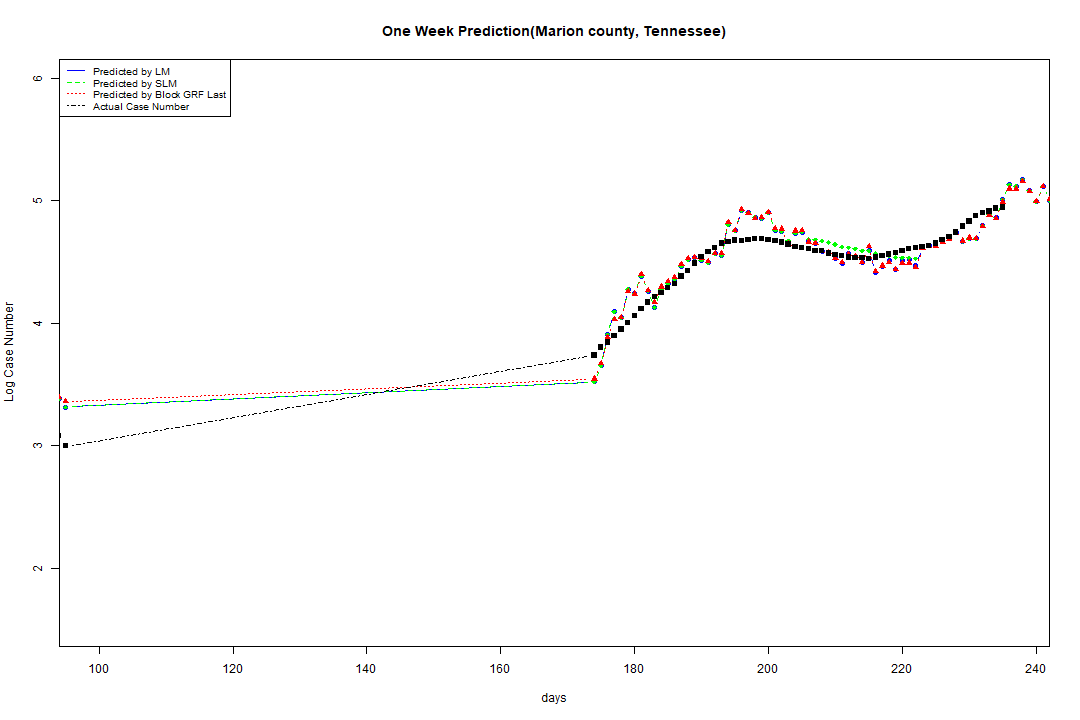 One Week Prediction(Marion county, Tennessee)
Predicted by LM
Predicted by SLM
Predicted by Block GRF Last
Actual Case Number
6
5
4
3
2
Log Case Number
100 120 140 160 180 200 220 240
days